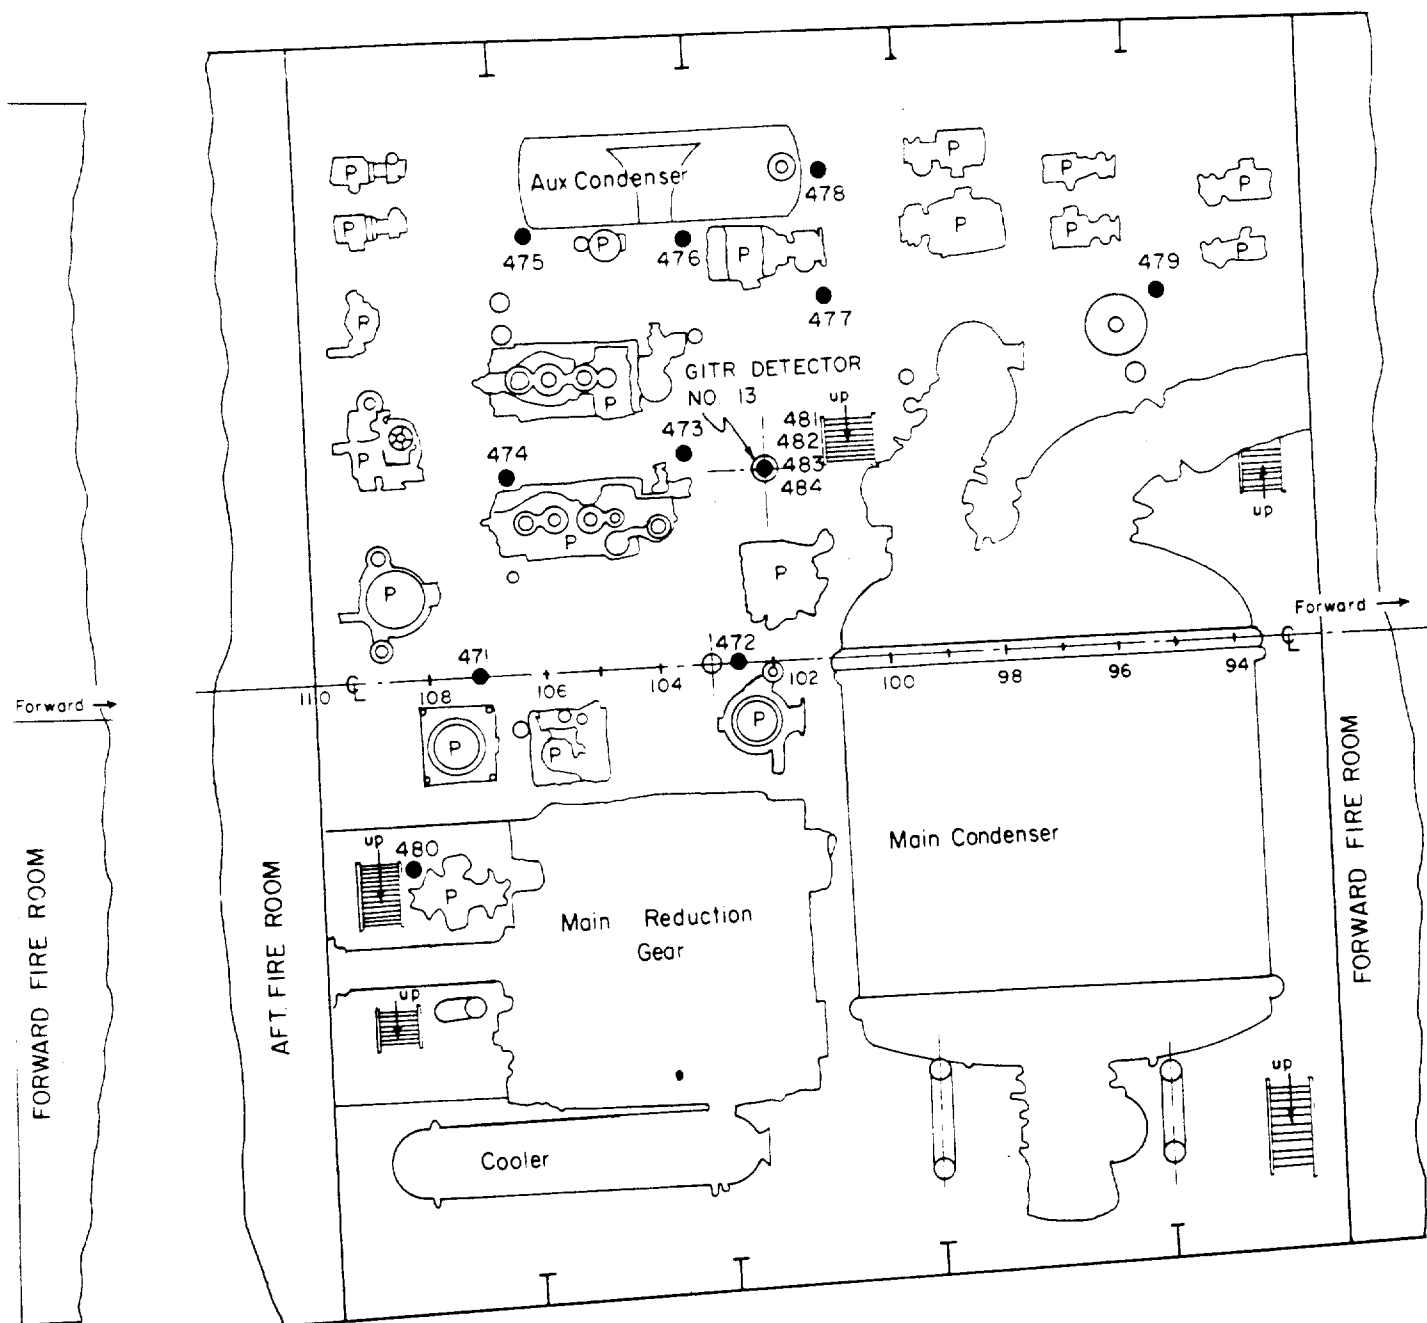 P
P
P
P
P
Aux Condenser
478
P
P
P
P
475
P
476
P
P
P
479
477
P
GITR DETECTOR
NO. 13
up
P
473
481
482
483
484
P
474
up
P
P
P
Forward →
471
472
110
℄
108
106
104
102
100
98
96
94
℄
Forward →
P
P
P
up
480
P
Main Condenser
Main Reduction
Gear
up
up
Cooler
FORWARD FIRE ROOM
AFT. FIRE ROOM
FORWARD FIRE ROOM